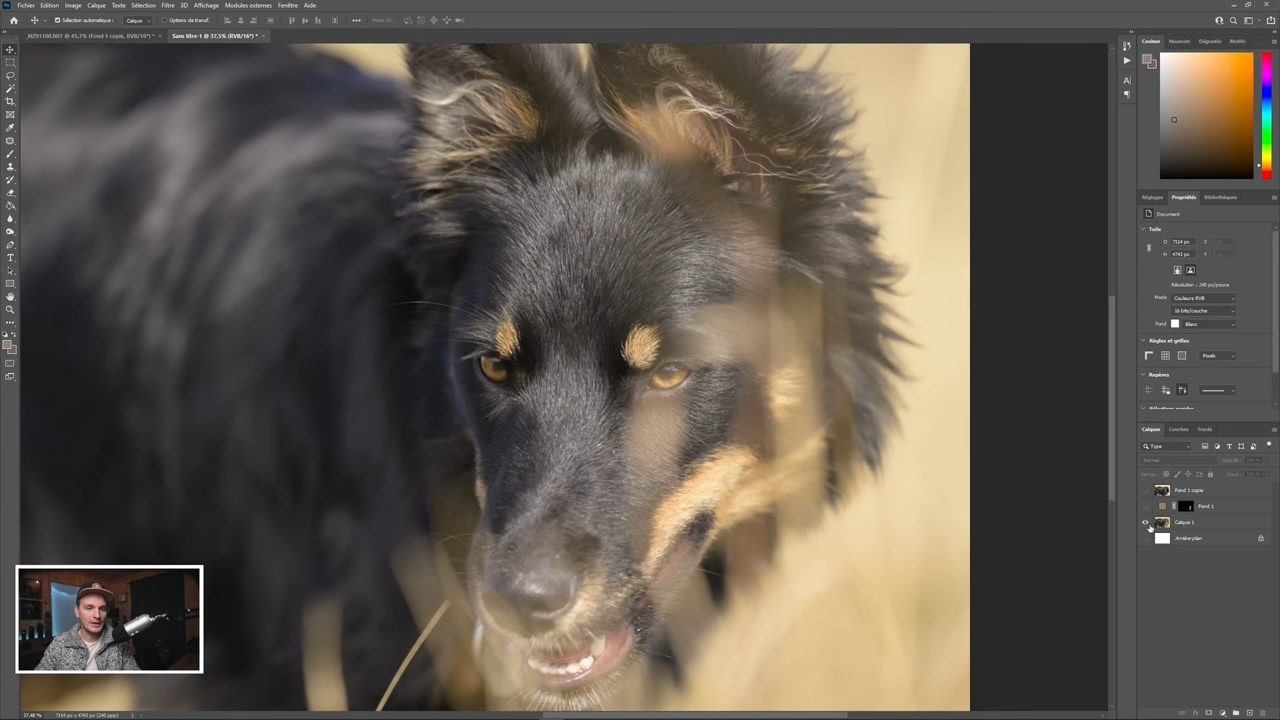 Fichier Edition Image Calque Texte Sélection Filtre 3D Affichage Modules externes Fenêtre Aide
Sélection automatique : Calque Options de transf. Mode 3D :
_NZ91108.NEF @ 45,7% (Fond 1 copie, RVB/16*) * ×
Sans titre-1 @ 37,5% (RVB/16*) * ×
Couleur Nuancier Dégradés Motifs
Réglages Propriétés Bibliothèques
Document
Toile
O 7114 px X
H 4743 px Y
Résolution : 240 px/pouce
Mode Couleurs RVB
16 bits/couche
Fond Blanc
Règles et grilles
Pixels
Repères
Calques Couches Tracés
Type
Normal
Fond 1 copie
Fond 1
Calque 1
Arrière-plan
37,46 % 7114 px x 4743 px (240 ppp)